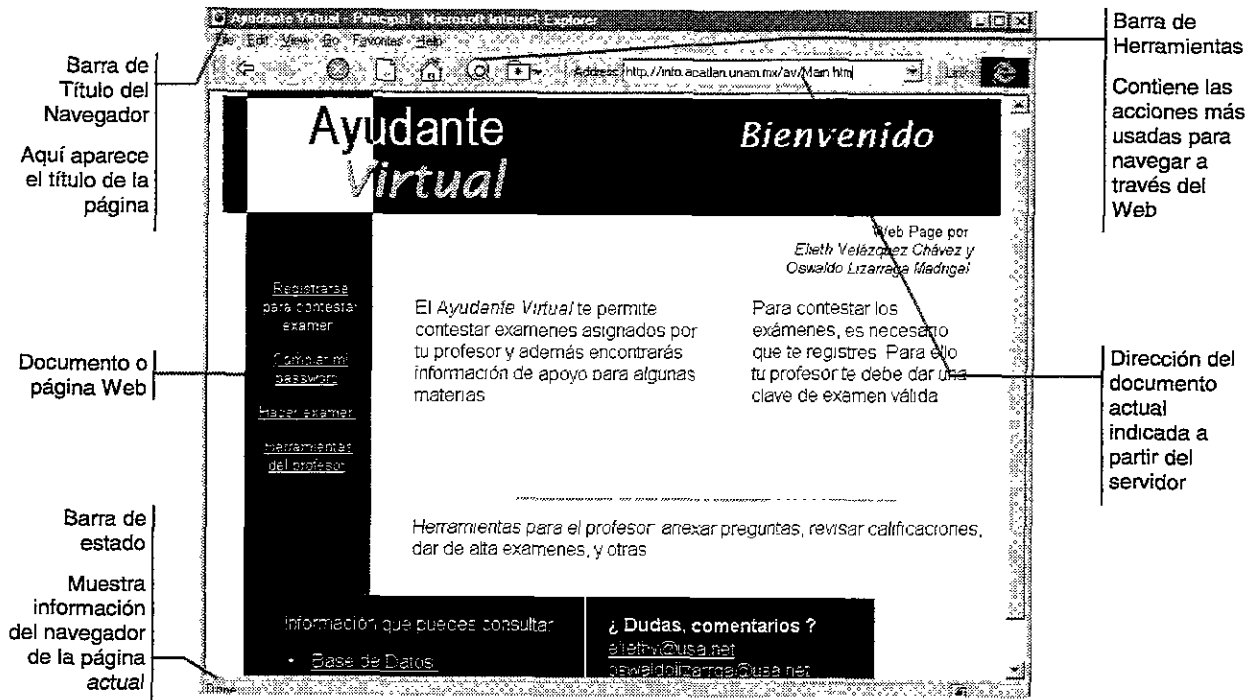 Ayudante Virtual - Principal - Microsoft Internet Explorer
File Edit View Go Favorites Help
Address http://info.acatlan.unam.mx/av/Main.htm Links
Barra de
Título del
Navegador
Aquí aparece
el título de la
página
Documento o
página Web
Barra de
estado
Muestra
información
del navegador
de la página
actual
Ayudante
Virtual
Bienvenido
Web Page por
Elieth Velázquez Chávez y
Oswaldo Lizarraga Madrigal
Registrarse
para contestar
examen
Cambiar mi
password
Hacer examen
Herramientas
del profesor
El Ayudante Virtual te permite
contestar examenes asignados por
tu profesor y además encontrarás
información de apoyo para algunas
materias
Para contestar los
exámenes, es necesario
que te registres Para ello
tu profesor te debe dar una
clave de examen válida
Herramientas para el profesor anexar preguntas, revisar calificaciones,
dar de alta examenes, y otras
Información que puedes consultar
• Base de Datos
¿ Dudas, comentarios ?
eliethv@usa.net
oswaldolizarraga@usa.net
Done
Barra de
Herramientas
Contiene las
acciones más
usadas para
navegar a
través del
Web
Dirección del
documento
actual
indicada a
partir del
servidor